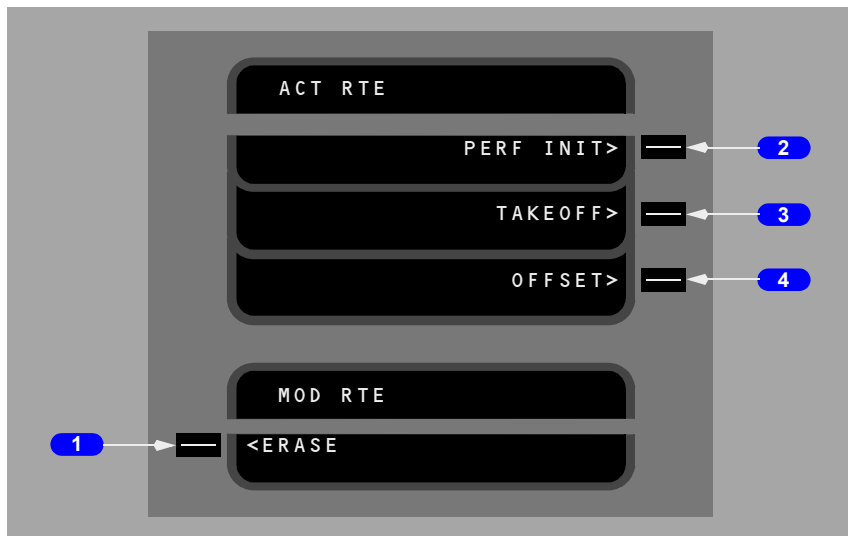 ACT RTE
PERF INIT>
2
TAKEOFF>
3
OFFSET>
4
MOD RTE
1
<ERASE